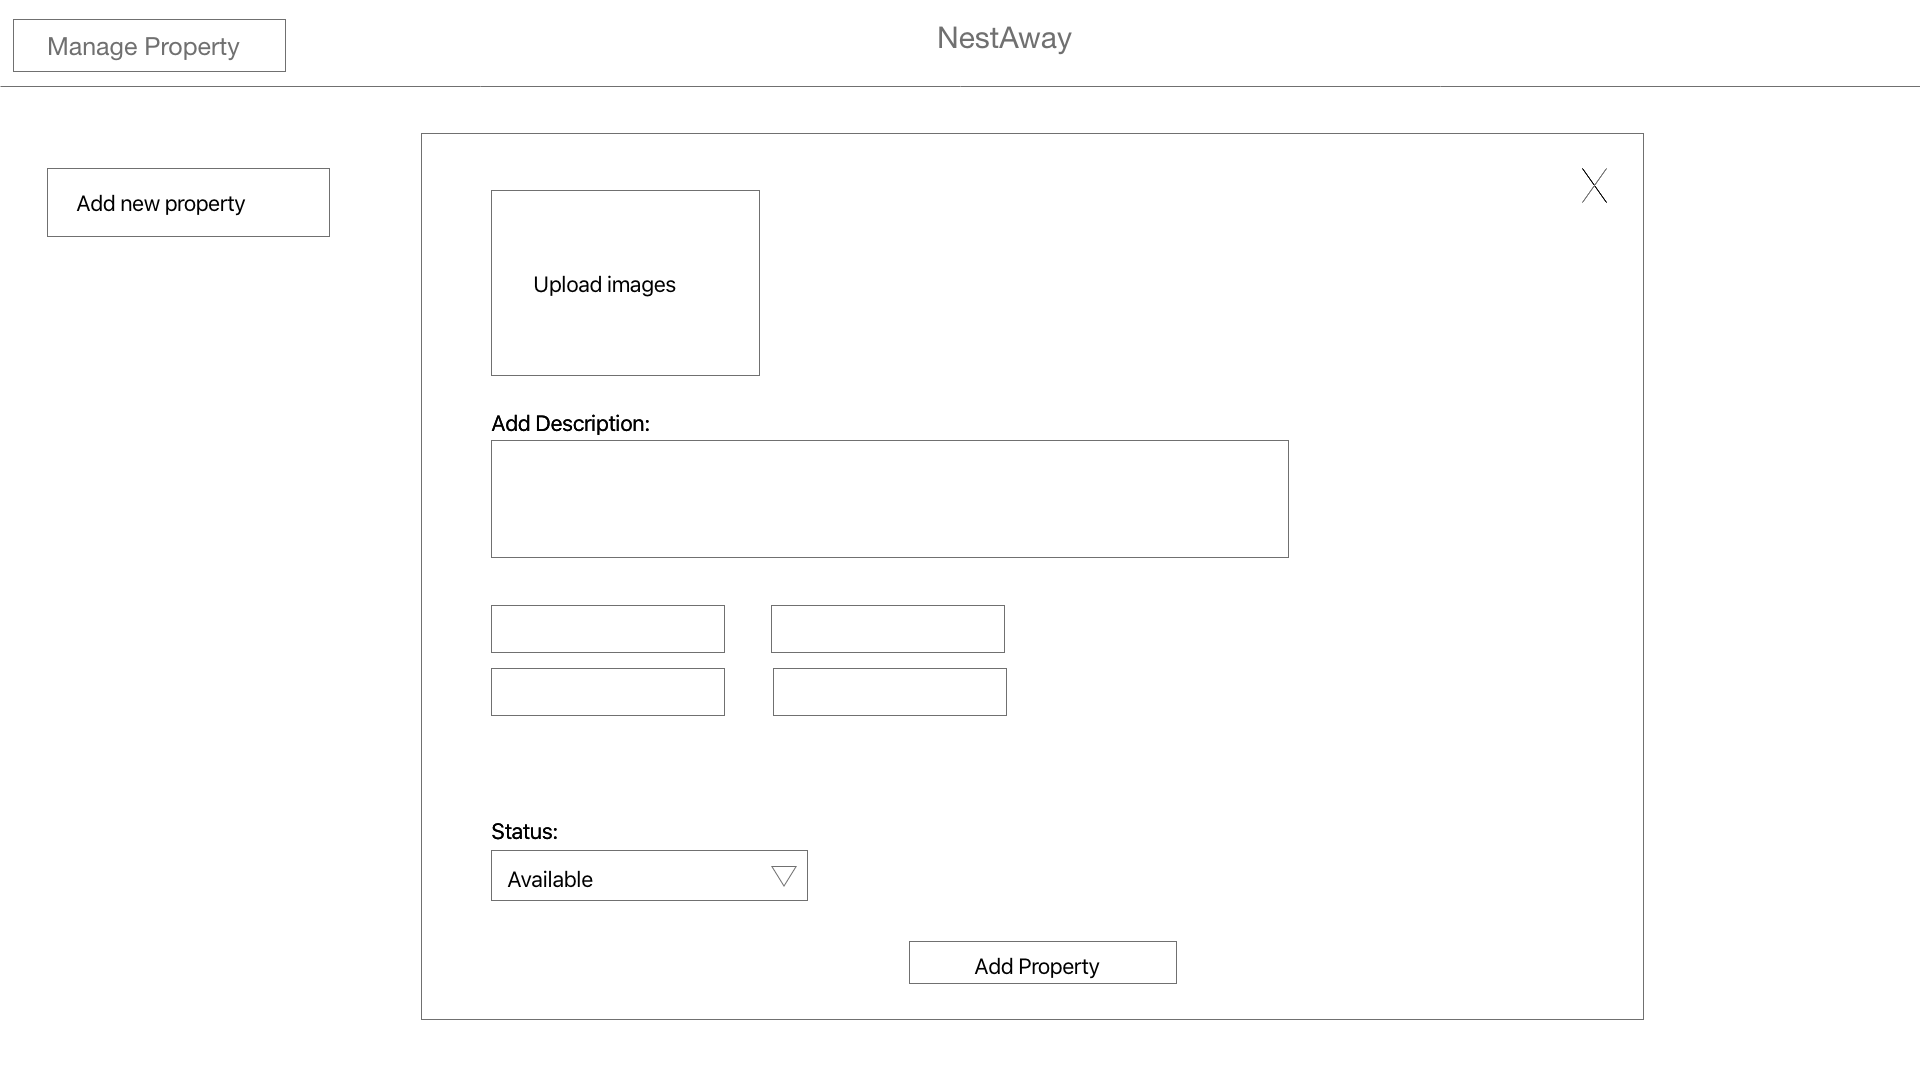 Manage Property
NestAway
Add new property
X
Upload images
Add Description:
Status:
Available
Add Property